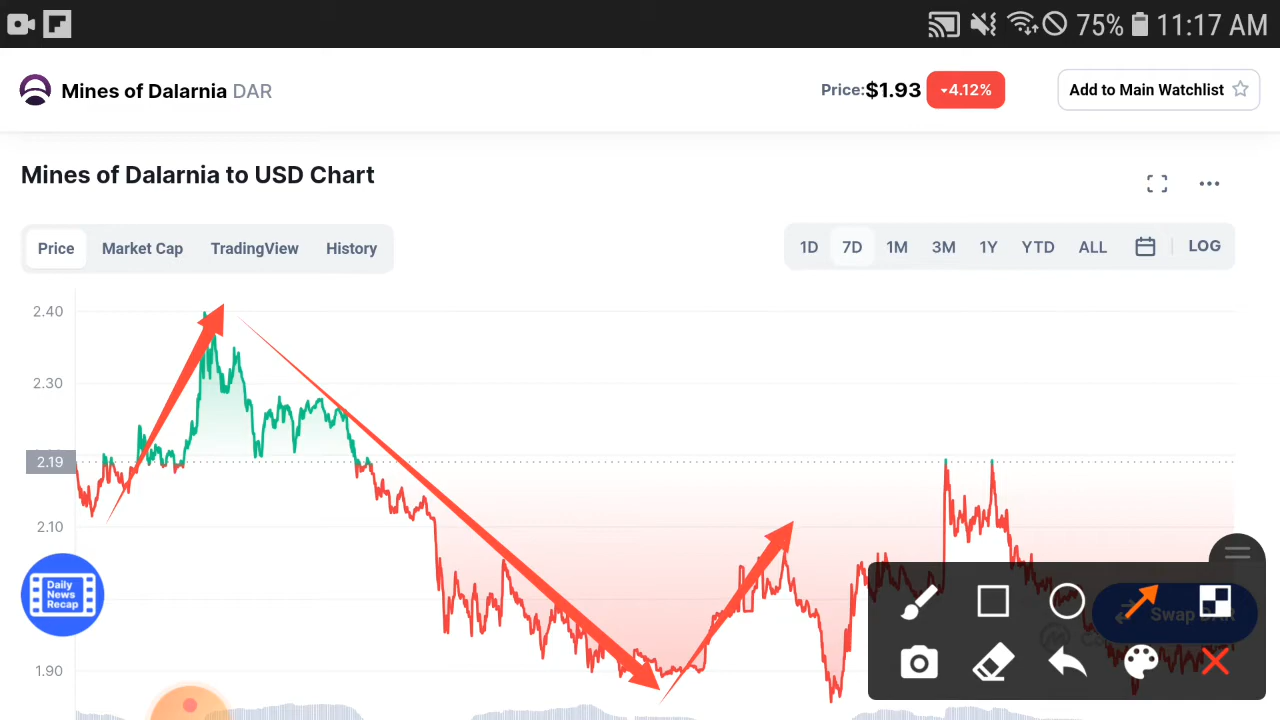 75% 11:17 AM
Mines of Dalarnia DAR
Price: $1.93 4.12%
Add to Main Watchlist
Mines of Dalarnia to USD Chart
Price Market Cap TradingView History
1D 7D 1M 3M 1Y YTD ALL LOG
2.40
2.30
2.19
2.10
1.90
Daily
News
Recap
Swap DAR